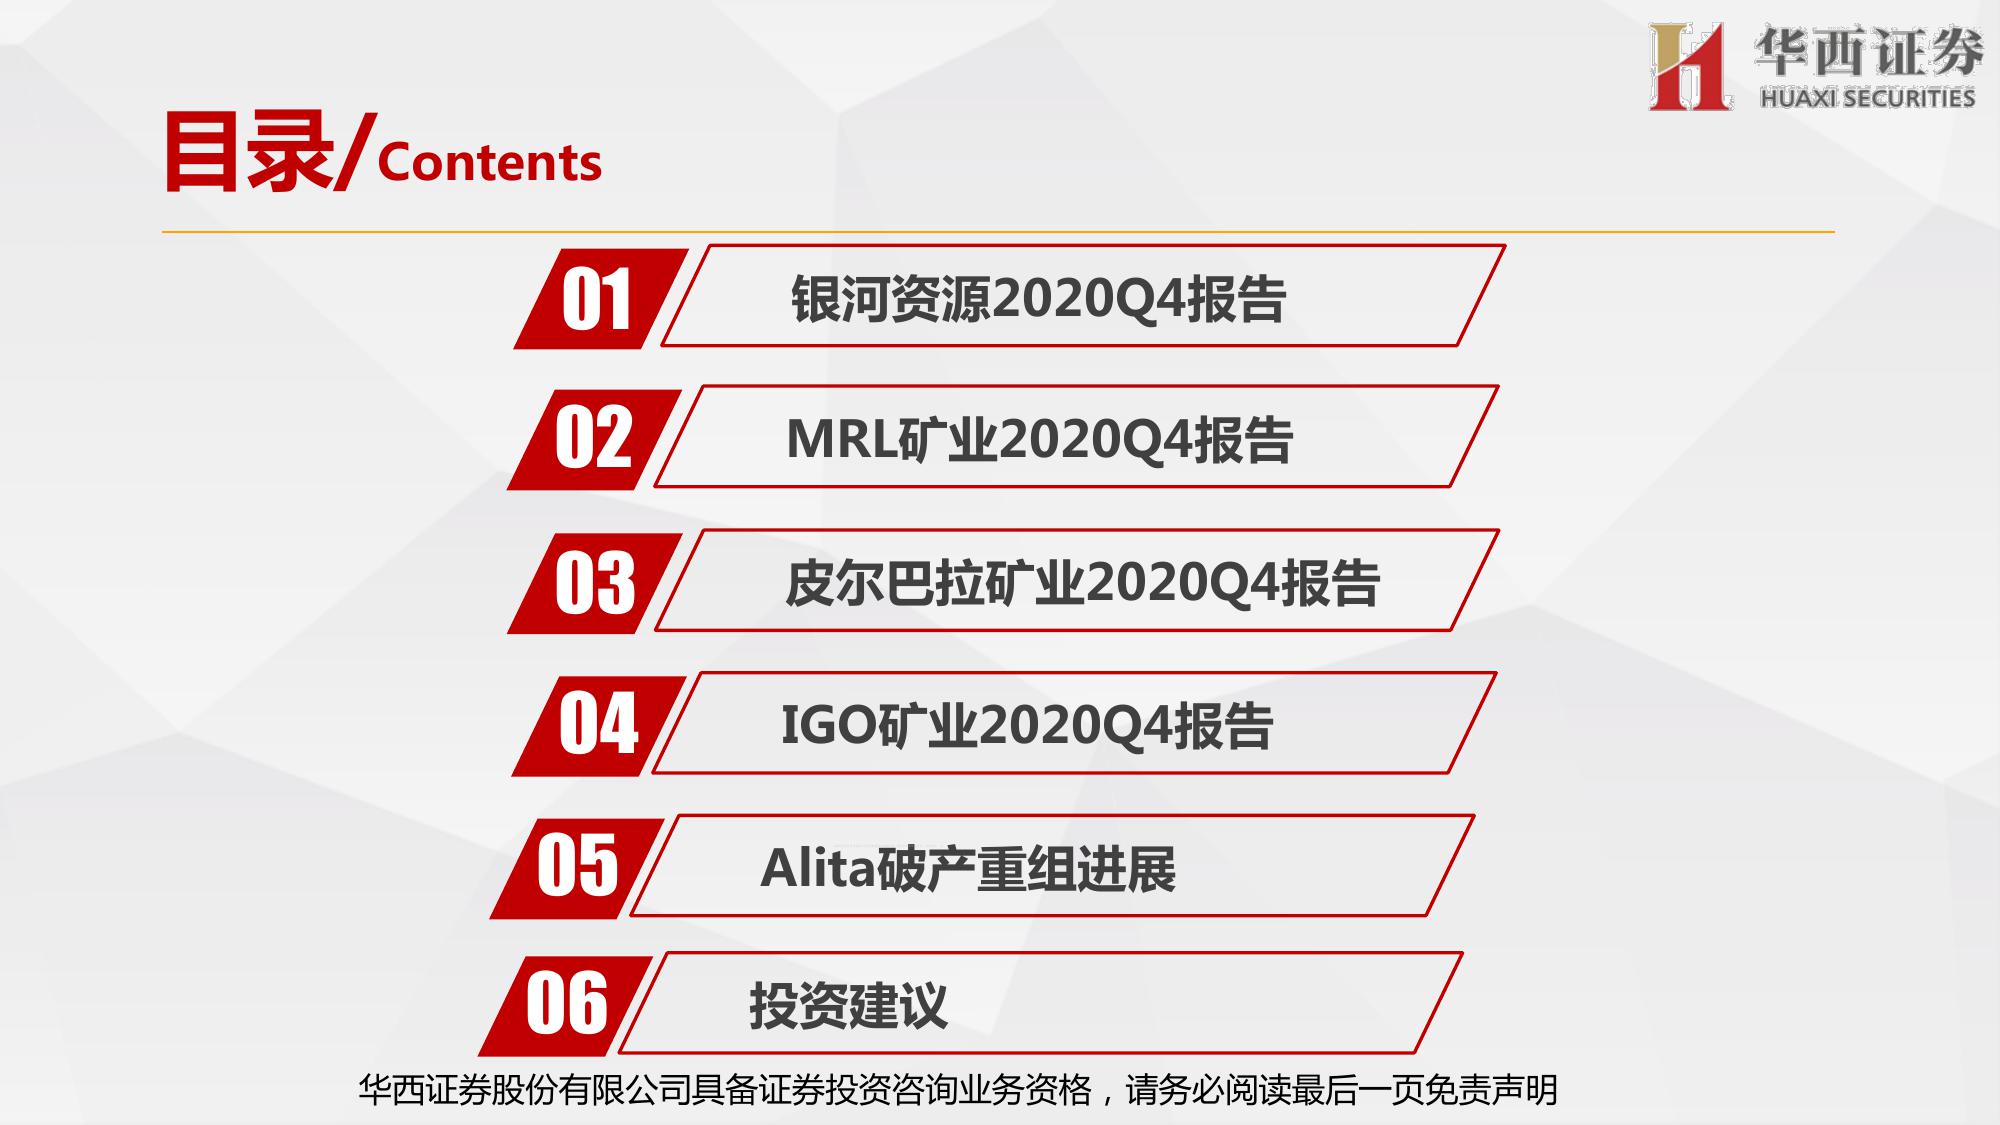 华西证券
HUAXI SECURITIES
目录/Contents
01 银河资源2020Q4报告
02 MRL矿业2020Q4报告
03 皮尔巴拉矿业2020Q4报告
04 IGO矿业2020Q4报告
05 Alita破产重组进展
06 投资建议
华西证券股份有限公司具备证券投资咨询业务资格，请务必阅读最后一页免责声明